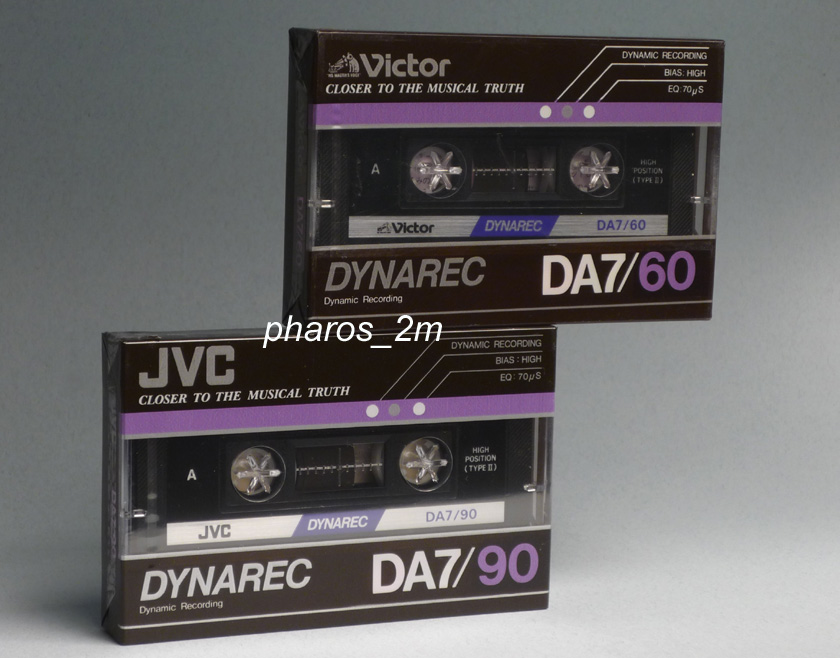 Victor
CLOSER TO THE MUSICAL TRUTH
DYNAMIC RECORDING
BIAS: HIGH
EQ: 70μS
A
HIGH
POSITION
(TYPE II)
Victor DYNAREC DA7/60
DYNAREC DA7/60
Dynamic Recording
pharos_2m
JVC
CLOSER TO THE MUSICAL TRUTH
DYNAMIC RECORDING
BIAS : HIGH
EQ : 70μS
A
HIGH
POSITION
(TYPE II)
JVC DYNAREC DA7/90
DYNAREC DA7/90
Dynamic Recording